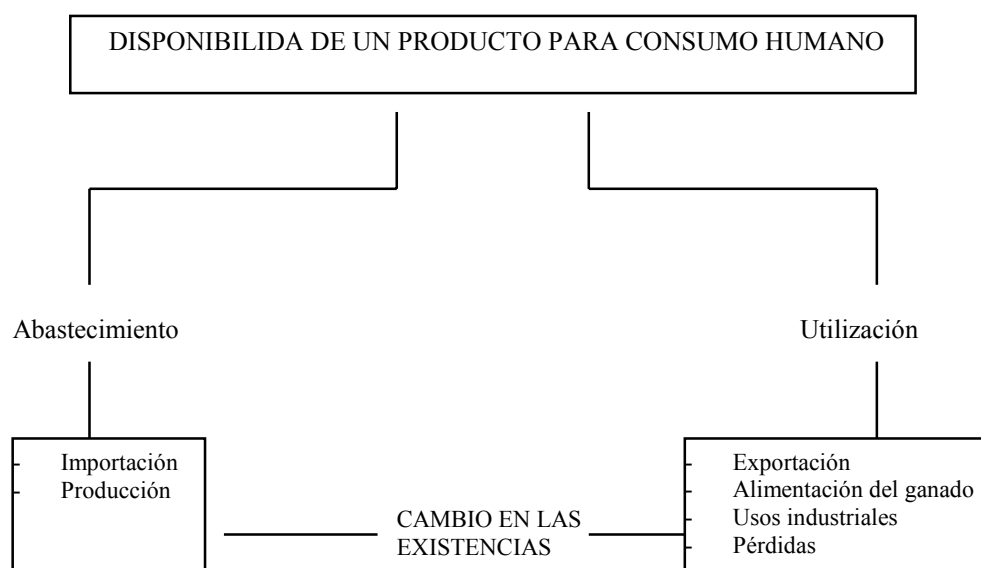 DISPONIBILIDA DE UN PRODUCTO PARA CONSUMO HUMANO
Abastecimiento
Utilización
- Importación
- Producción
CAMBIO EN LAS
EXISTENCIAS
- Exportación
- Alimentación del ganado
- Usos industriales
- Pérdidas